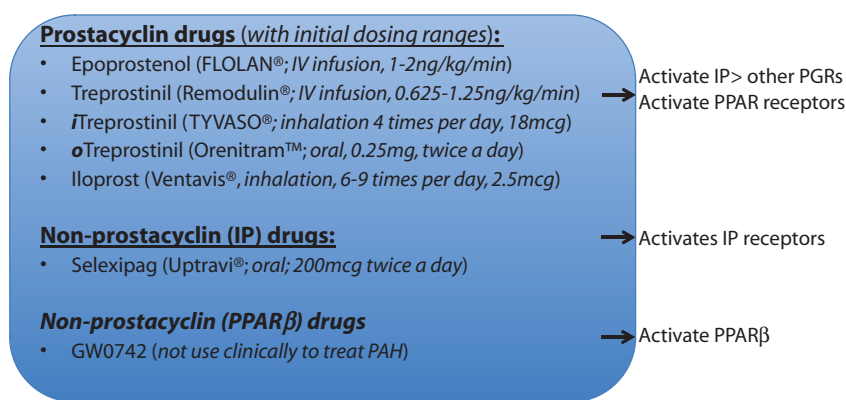 Prostacyclin drugs (with initial dosing ranges):
• Epoprostenol (FLOLAN®; IV infusion, 1-2ng/kg/min)
• Treprostinil (Remodulin®; IV infusion, 0.625-1.25ng/kg/min)
• iTreprostinil (TYVASO®; inhalation 4 times per day, 18mcg)
• oTreprostinil (Orenitram™; oral, 0.25mg, twice a day)
• Iloprost (Ventavis®, inhalation, 6-9 times per day, 2.5mcg)
Activate IP> other PGRs
Activate PPAR receptors
Non-prostacyclin (IP) drugs:
• Selexipag (Uptravi®; oral; 200mcg twice a day)
Activates IP receptors
Non-prostacyclin (PPARβ) drugs
• GW0742 (not use clinically to treat PAH)
Activate PPARβ